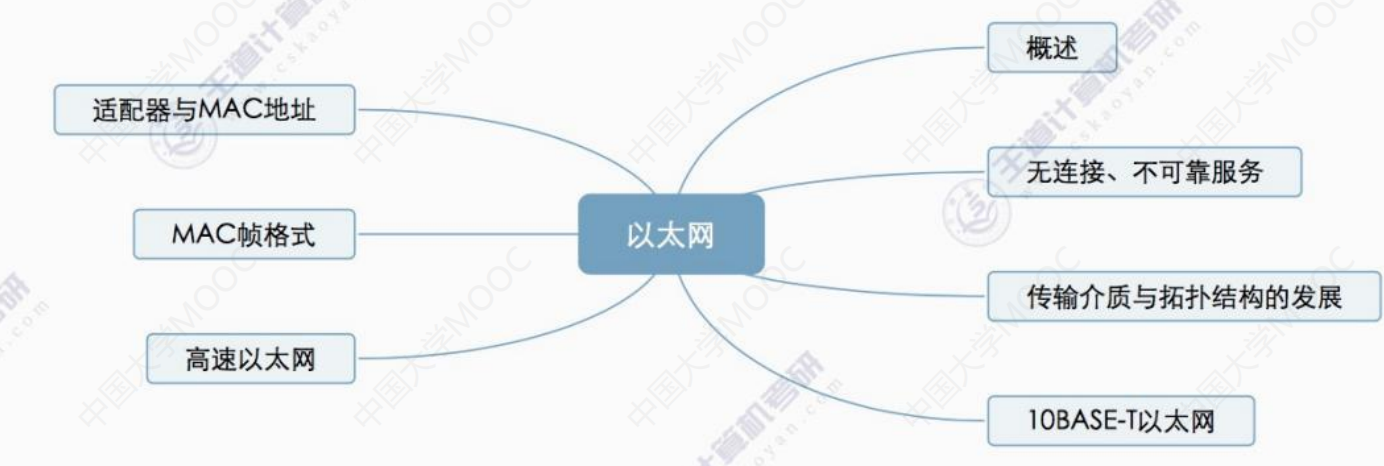 概述
适配器与MAC地址
无连接、不可靠服务
MAC帧格式
以太网
传输介质与拓扑结构的发展
高速以太网
10BASE-T以太网
中国大学MOOC
王道计算机考研
www.cskaoyan.com